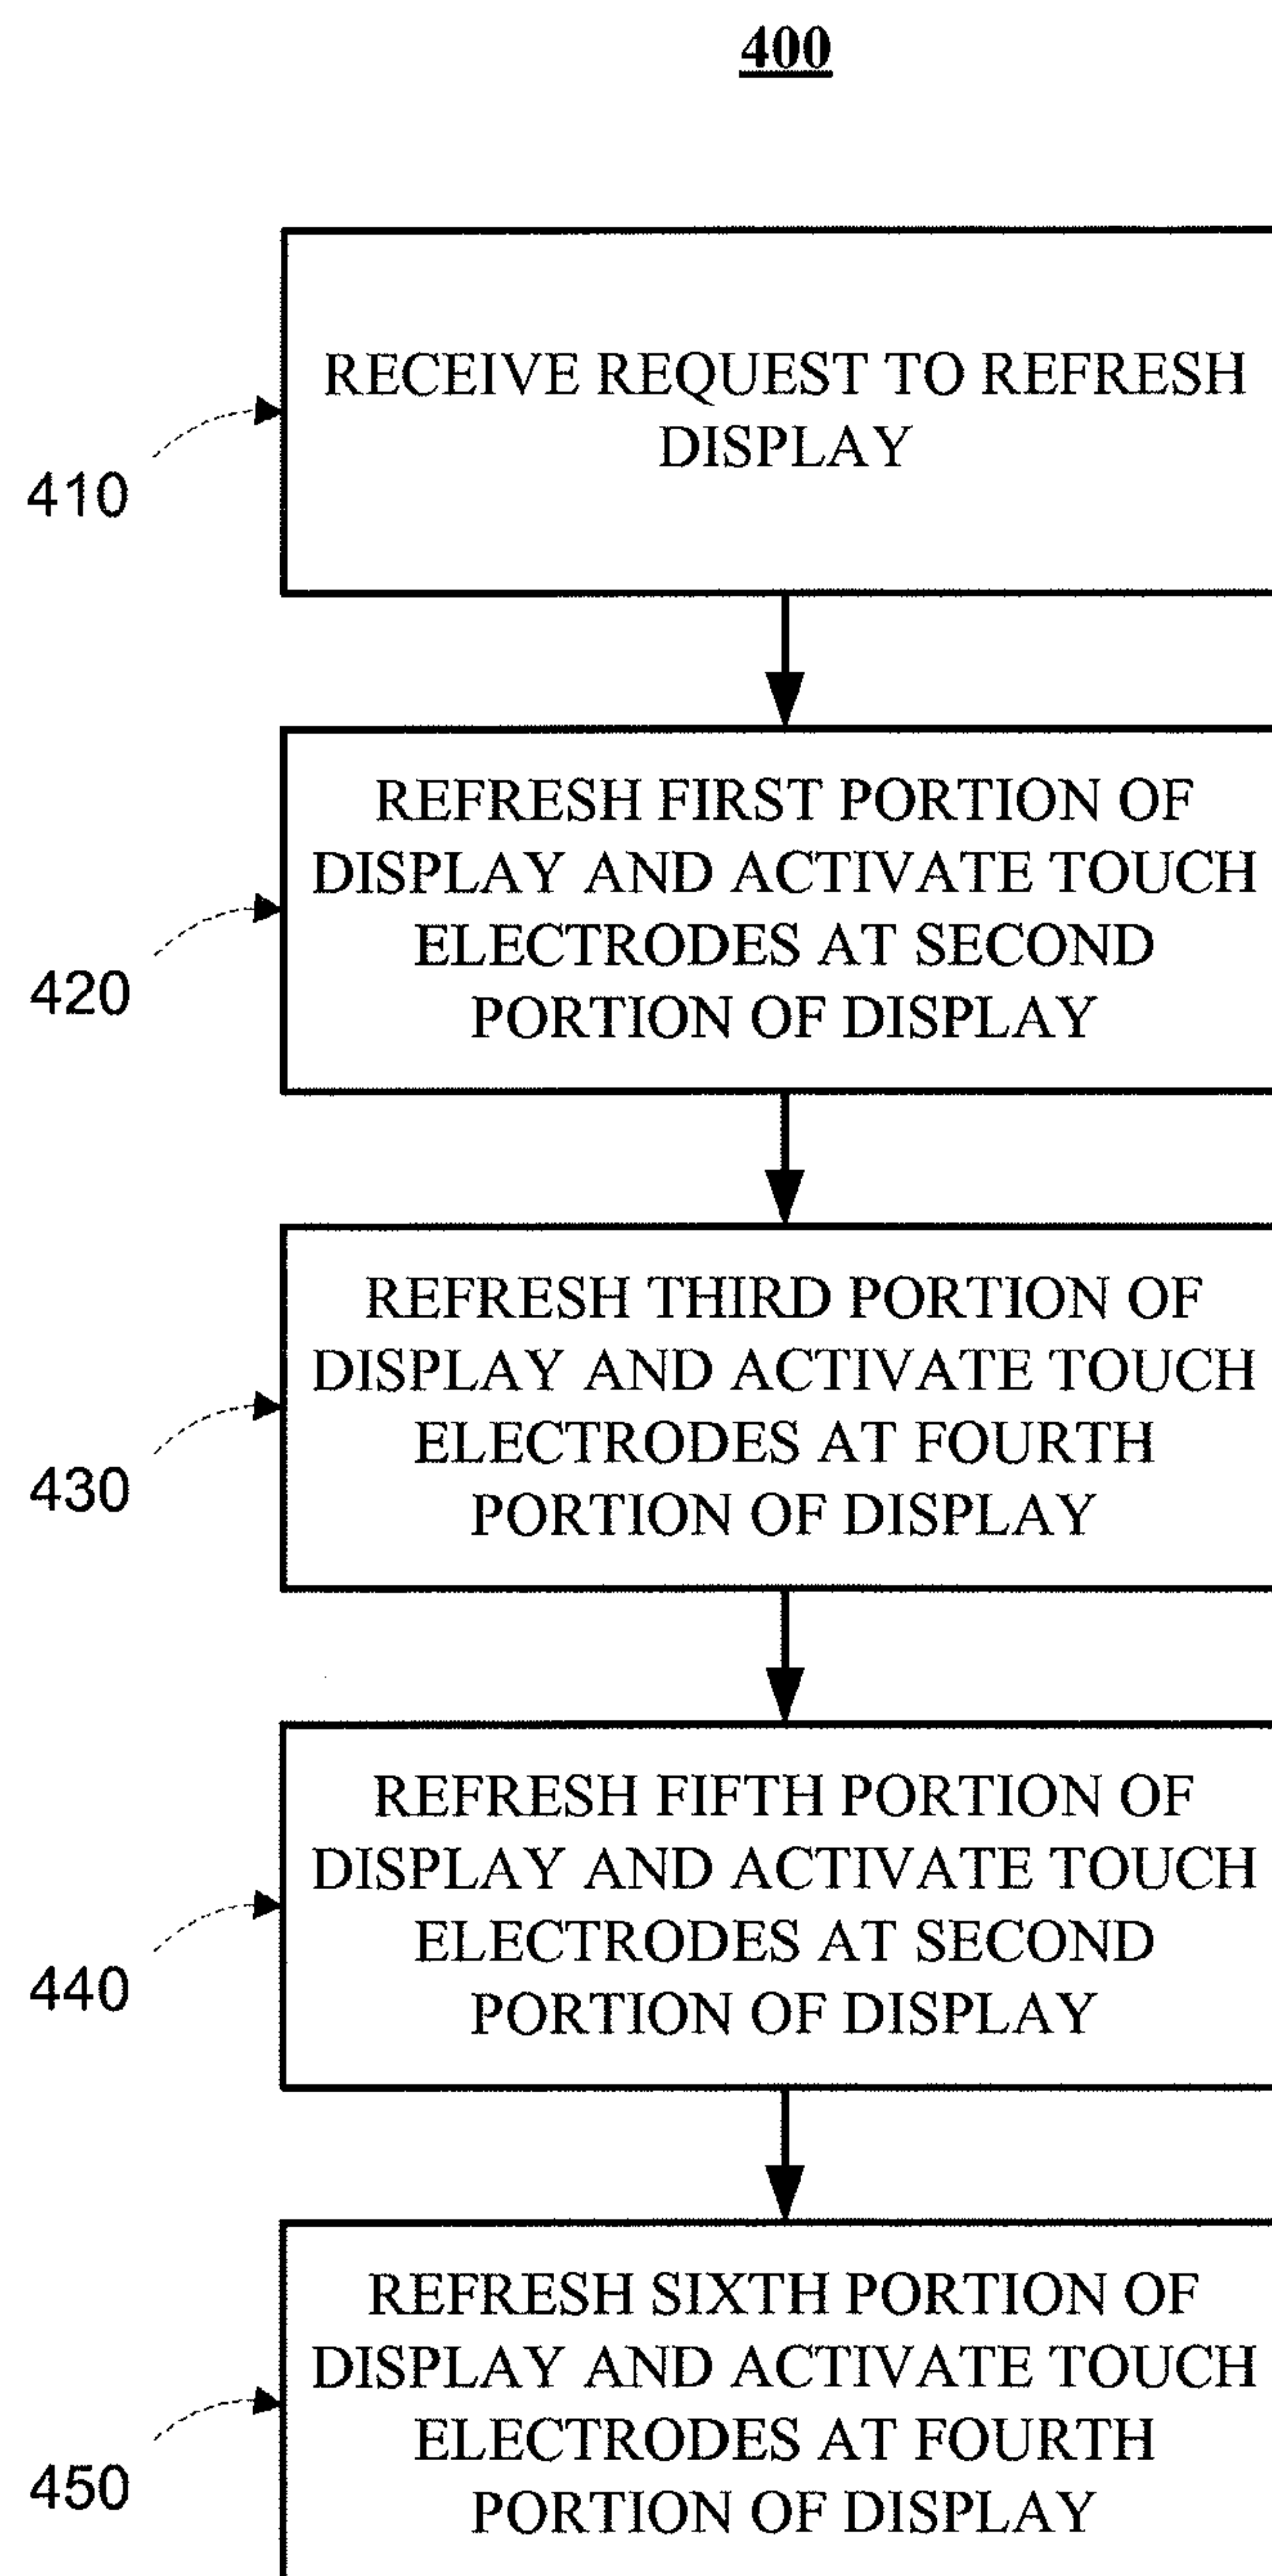 400
RECEIVE REQUEST TO REFRESH
DISPLAY
410
REFRESH FIRST PORTION OF
DISPLAY AND ACTIVATE TOUCH
ELECTRODES AT SECOND
PORTION OF DISPLAY
420
REFRESH THIRD PORTION OF
DISPLAY AND ACTIVATE TOUCH
ELECTRODES AT FOURTH
PORTION OF DISPLAY
430
REFRESH FIFTH PORTION OF
DISPLAY AND ACTIVATE TOUCH
ELECTRODES AT SECOND
PORTION OF DISPLAY
440
REFRESH SIXTH PORTION OF
DISPLAY AND ACTIVATE TOUCH
ELECTRODES AT FOURTH
PORTION OF DISPLAY
450